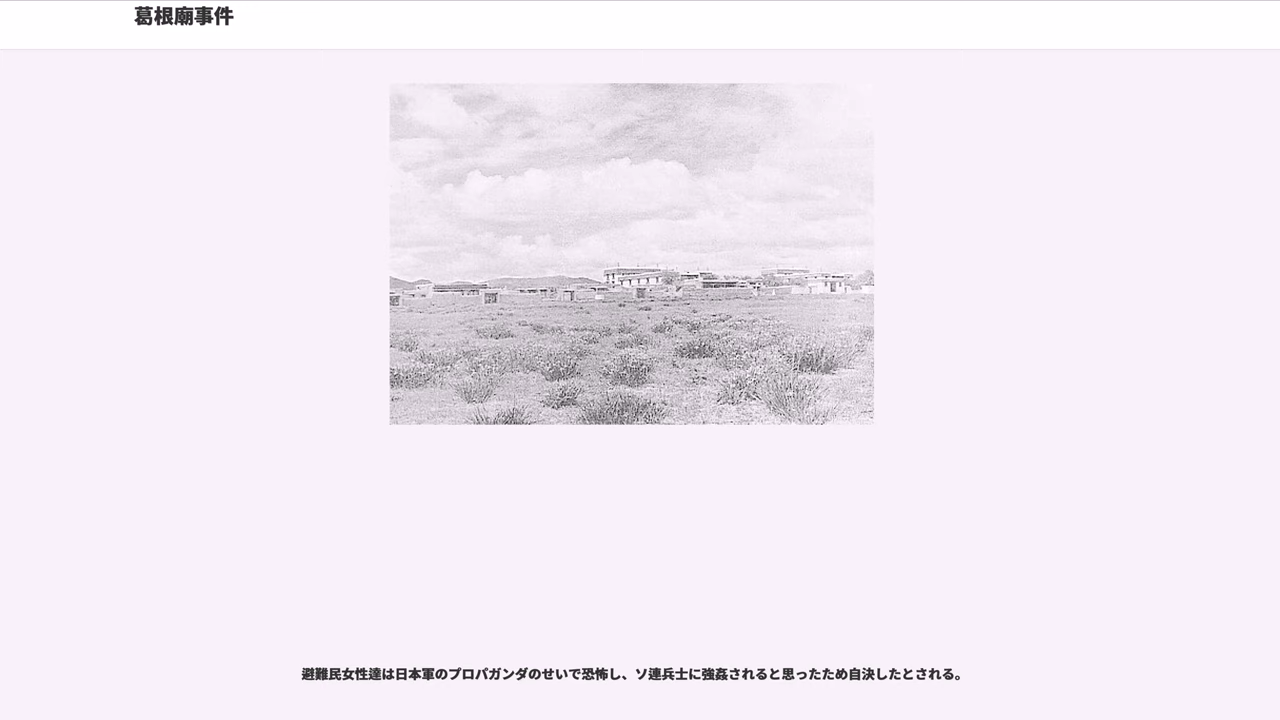 葛根廟事件
避難民女性達は日本軍のプロパガンダのせいで恐怖し、ソ連兵士に強姦されると思ったため自決したとされる。